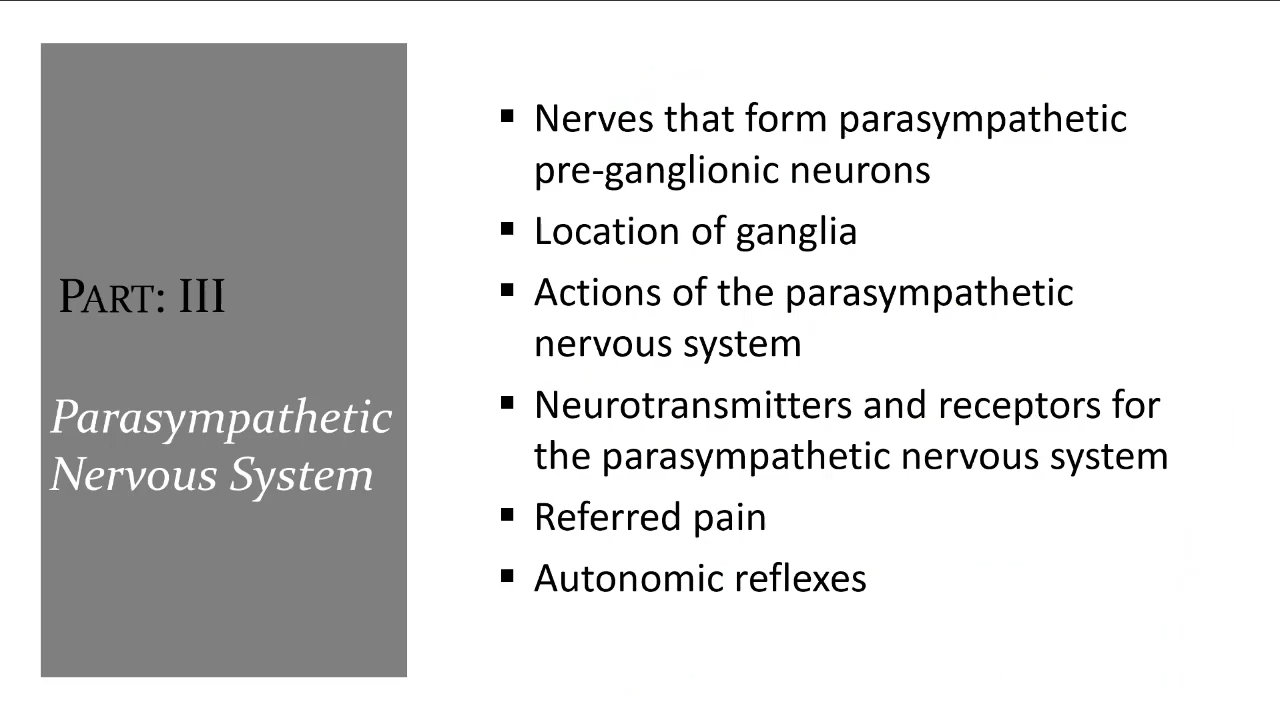 PART: III
Parasympathetic
Nervous System
▪ Nerves that form parasympathetic
pre-ganglionic neurons
▪ Location of ganglia
▪ Actions of the parasympathetic
nervous system
▪ Neurotransmitters and receptors for
the parasympathetic nervous system
▪ Referred pain
▪ Autonomic reflexes